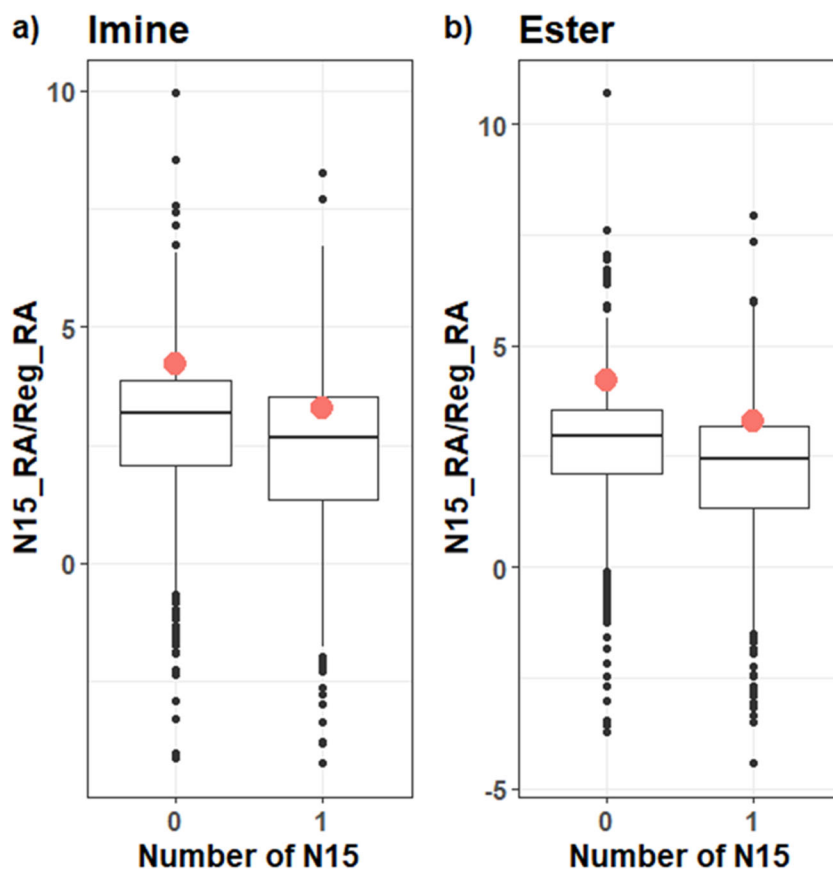 a) Imine
N15_RA/Reg_RA
10
5
0
0 1
Number of N15
b) Ester
N15_RA/Reg_RA
10
5
0
-5
0 1
Number of N15